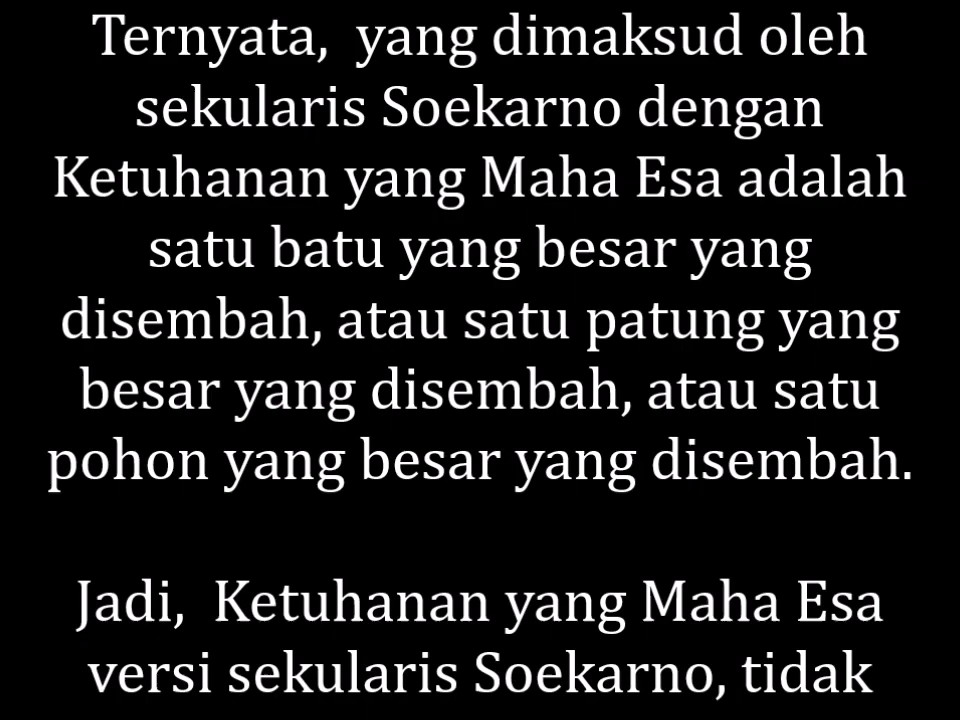 Ternyata,  yang dimaksud oleh
sekularis Soekarno dengan
Ketuhanan yang Maha Esa adalah
satu batu yang besar yang
disembah, atau satu patung yang
besar yang disembah, atau satu
pohon yang besar yang disembah.
Jadi,  Ketuhanan yang Maha Esa
versi sekularis Soekarno, tidak